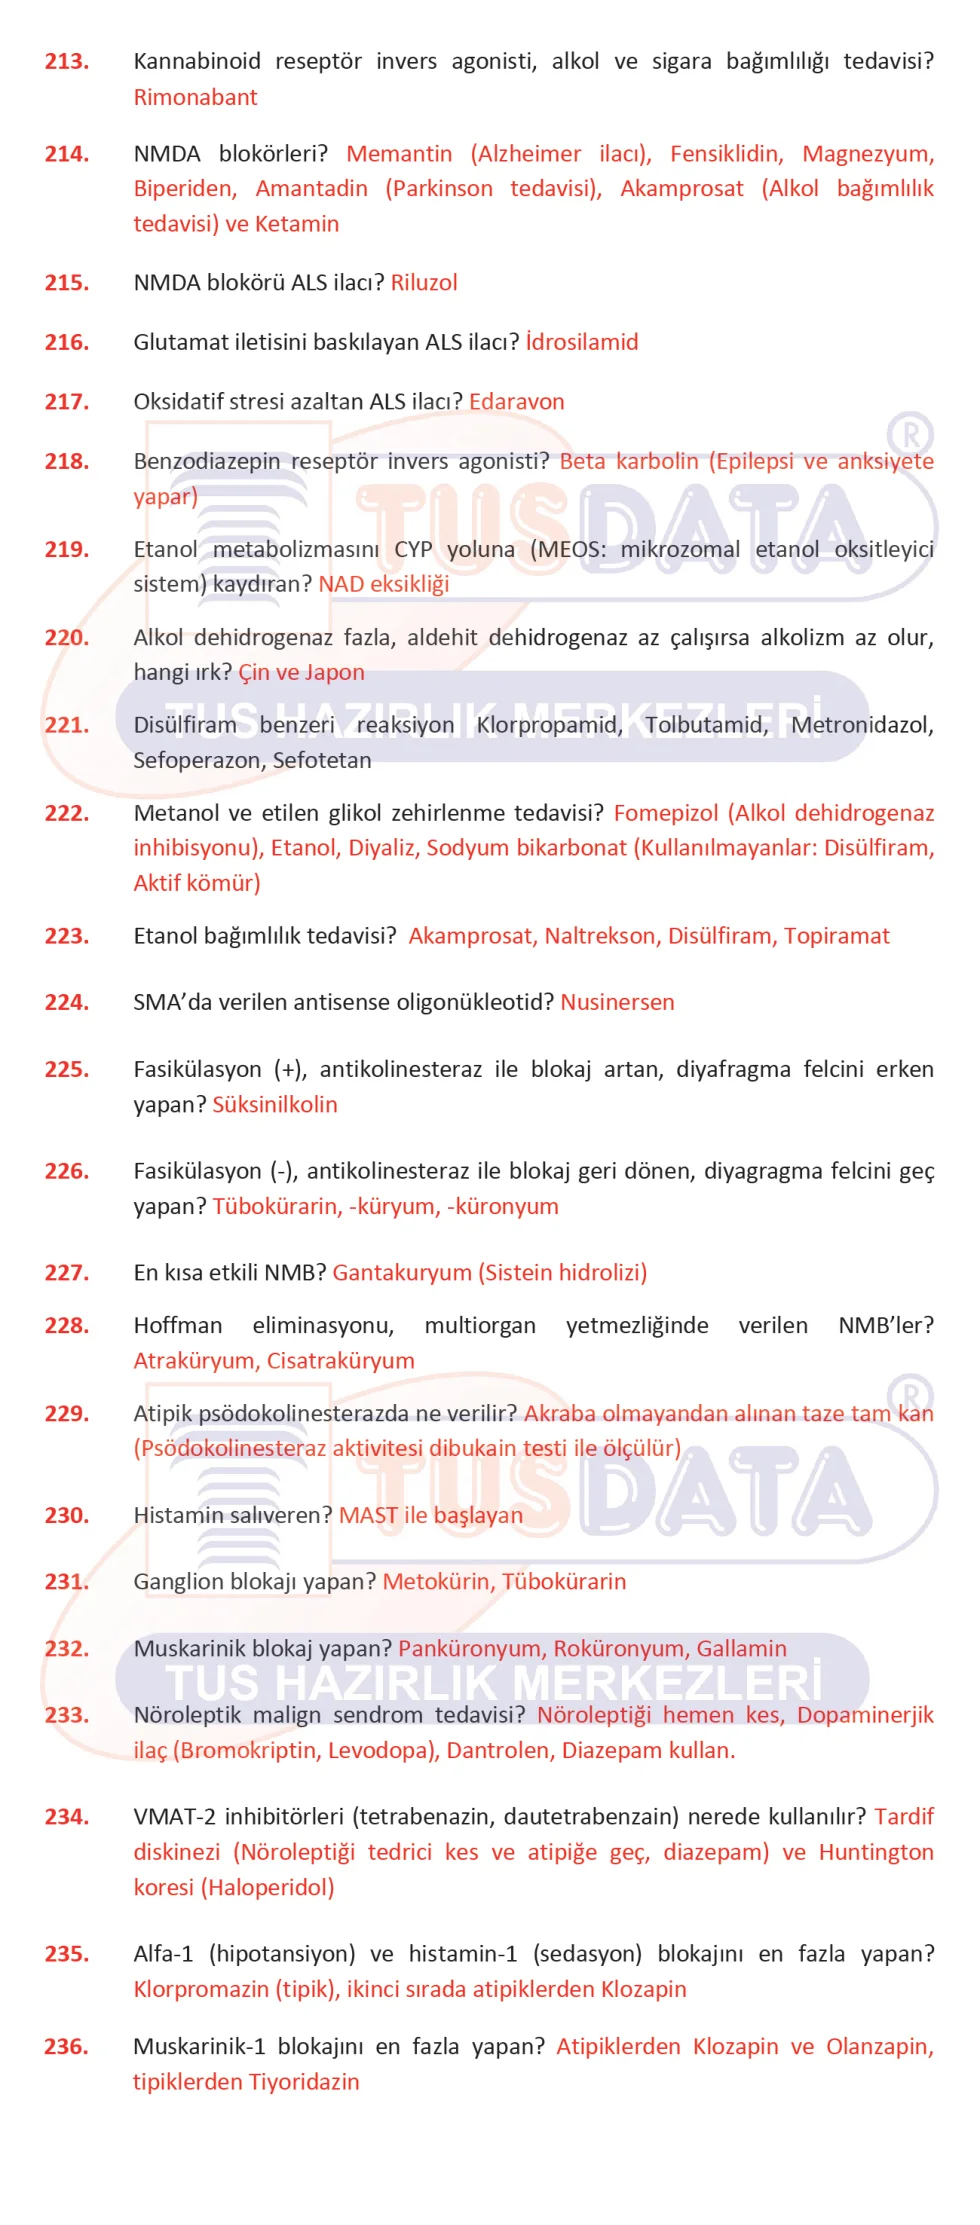 213. Kannabinoid reseptör invers agonisti, alkol ve sigara bağımlılığı tedavisi?
Rimonabant
214. NMDA blokörleri? Memantin (Alzheimer ilacı), Fensiklidin, Magnezyum,
Biperiden, Amantadin (Parkinson tedavisi), Akamprosat (Alkol bağımlılık
tedavisi) ve Ketamin
215. NMDA blokörü ALS ilacı? Riluzol
216. Glutamat iletisini baskılayan ALS ilacı? İdrosilamid
217. Oksidatif stresi azaltan ALS ilacı? Edaravon
218. Benzodiazepin reseptör invers agonisti? Beta karbolin (Epilepsi ve anksiyete
yapar)
219. Etanol metabolizmasını CYP yoluna (MEOS: mikrozomal etanol oksitleyici
sistem) kaydıran? NAD eksikliği
220. Alkol dehidrogenaz fazla, aldehit dehidrogenaz az çalışırsa alkolizm az olur,
hangi ırk? Çin ve Japon
221. Disülfiram benzeri reaksiyon Klorpropamid, Tolbutamid, Metronidazol,
Sefoperazon, Sefotetan
222. Metanol ve etilen glikol zehirlenme tedavisi? Fomepizol (Alkol dehidrogenaz
inhibisyonu), Etanol, Diyaliz, Sodyum bikarbonat (Kullanılmayanlar: Disülfiram,
Aktif kömür)
223. Etanol bağımlılık tedavisi? Akamprosat, Naltrekson, Disülfiram, Topiramat
224. SMA’da verilen antisense oligonükleotid? Nusinersen
225. Fasikülasyon (+), antikolinesteraz ile blokaj artan, diyafragma felcini erken
yapan? Süksinilkolin
226. Fasikülasyon (-), antikolinesteraz ile blokaj geri dönen, diyagragma felcini geç
yapan? Tübokürarin, -küryum, -küronyum
227. En kısa etkili NMB? Gantakuryum (Sistein hidrolizi)
228. Hoffman eliminasyonu, multiorgan yetmezliğinde verilen NMB’ler?
Atraküryum, Cisatraküryum
229. Atipik psödokolinesterazda ne verilir? Akraba olmayandan alınan taze tam kan
(Psödokolinesteraz aktivitesi dibukain testi ile ölçülür)
230. Histamin salıveren? MAST ile başlayan
231. Ganglion blokajı yapan? Metokürin, Tübokürarin
232. Muskarinik blokaj yapan? Panküronyum, Roküronyum, Gallamin
233. Nöroleptik malign sendrom tedavisi? Nöroleptiği hemen kes, Dopaminerjik
ilaç (Bromokriptin, Levodopa), Dantrolen, Diazepam kullan.
234. VMAT-2 inhibitörleri (tetrabenazin, dautetrabenzain) nerede kullanılır? Tardif
diskinezi (Nöroleptiği tedrici kes ve atipiğe geç, diazepam) ve Huntington
koresi (Haloperidol)
235. Alfa-1 (hipotansiyon) ve histamin-1 (sedasyon) blokajını en fazla yapan?
Klorpromazin (tipik), ikinci sırada atipiklerden Klozapin
236. Muskarinik-1 blokajını en fazla yapan? Atipiklerden Klozapin ve Olanzapin,
tipiklerden Tiyoridazin
TUSDATA ®
TUS HAZIRLIK MERKEZLERİ
TUSDATA ®
TUS HAZIRLIK MERKEZLERİ